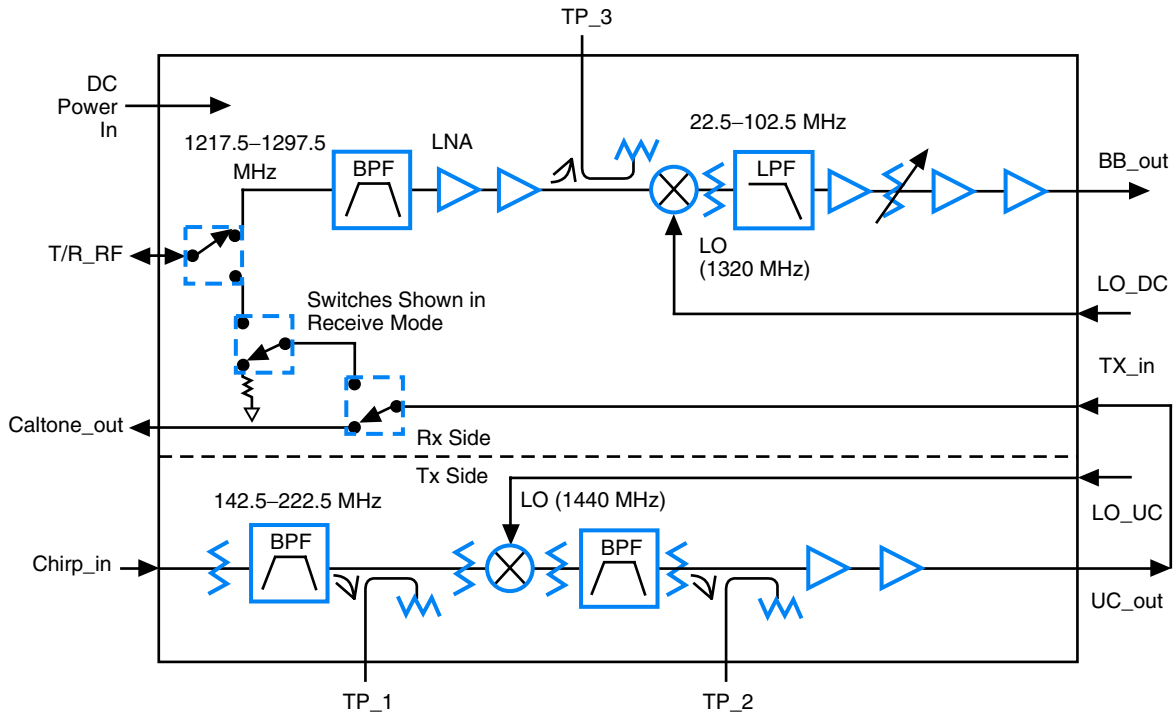 TP_3
DC
Power
In
1217.5–1297.5
MHz
BPF
LNA
22.5–102.5 MHz
LPF
BB_out
T/R_RF
LO
(1320 MHz)
LO_DC
Switches Shown in
Receive Mode
TX_in
Caltone_out
Rx Side
Tx Side
142.5–222.5 MHz
LO (1440 MHz)
LO_UC
Chirp_in
BPF
BPF
UC_out
TP_1
TP_2